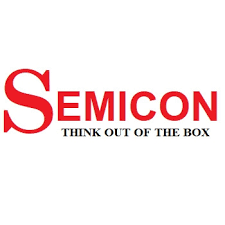 SEMICON
THINK OUT OF THE BOX